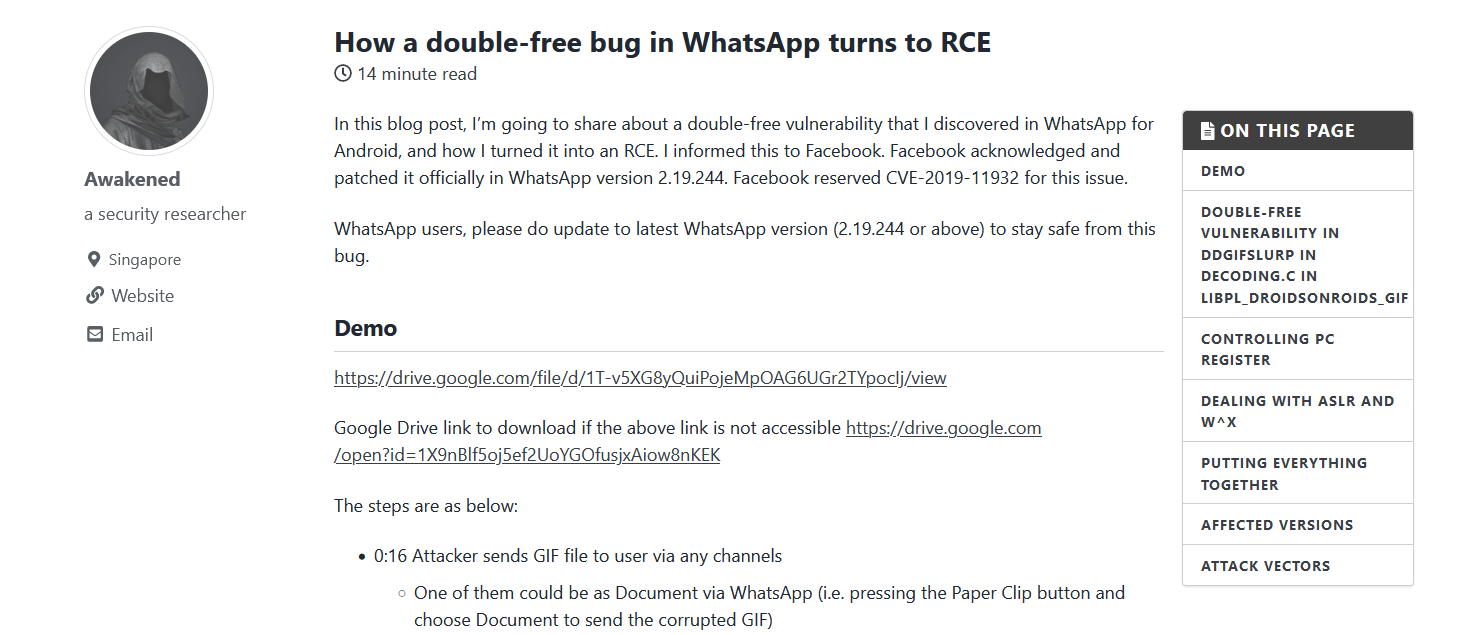 How a double-free bug in WhatsApp turns to RCE
14 minute read
In this blog post, I’m going to share about a double-free vulnerability that I discovered in WhatsApp for
Android, and how I turned it into an RCE. I informed this to Facebook. Facebook acknowledged and
patched it officially in WhatsApp version 2.19.244. Facebook reserved CVE-2019-11932 for this issue.
WhatsApp users, please do update to latest WhatsApp version (2.19.244 or above) to stay safe from this
bug.
Demo
https://drive.google.com/file/d/1T-v5XG8yQuiPojeMpOAG6UGr2TYpocIj/view
Google Drive link to download if the above link is not accessible https://drive.google.com
/open?id=1X9nBlf5oj5ef2UoYGOfusjxAiow8nKEK
The steps are as below:
0:16 Attacker sends GIF file to user via any channels
One of them could be as Document via WhatsApp (i.e. pressing the Paper Clip button and
choose Document to send the corrupted GIF)
Awakened
a security researcher
Singapore
Website
Email
ON THIS PAGE
DEMO
DOUBLE-FREE
VULNERABILITY IN
DDGIFSLURP IN
DECODING.C IN
LIBPL_DROIDSONROIDS_GIF
CONTROLLING PC
REGISTER
DEALING WITH ASLR AND
W^X
PUTTING EVERYTHING
TOGETHER
AFFECTED VERSIONS
ATTACK VECTORS